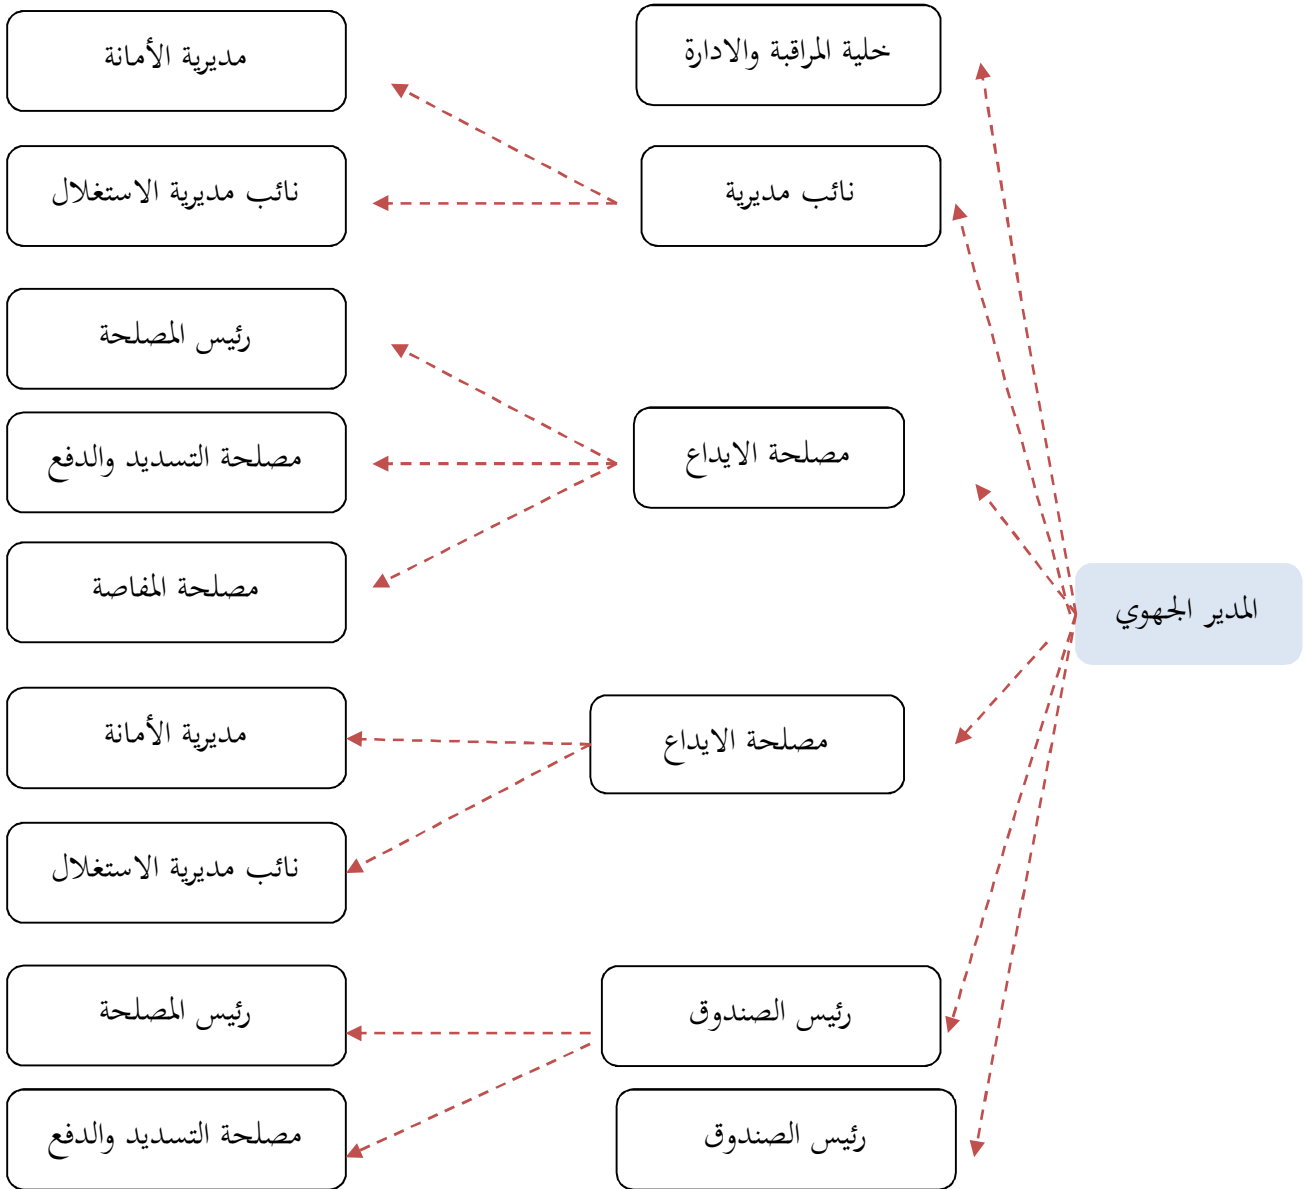 المدير الجهوي
خلية المراقبة والادارة
نائب مديرية
مصلحة الايداع
مصلحة الايداع
رئيس الصندوق
رئيس الصندوق
مديرية الأمانة
نائب مديرية الاستغلال
رئيس المصلحة
مصلحة التسديد والدفع
مصلحة المفاصة
مديرية الأمانة
نائب مديرية الاستغلال
رئيس المصلحة
مصلحة التسديد والدفع